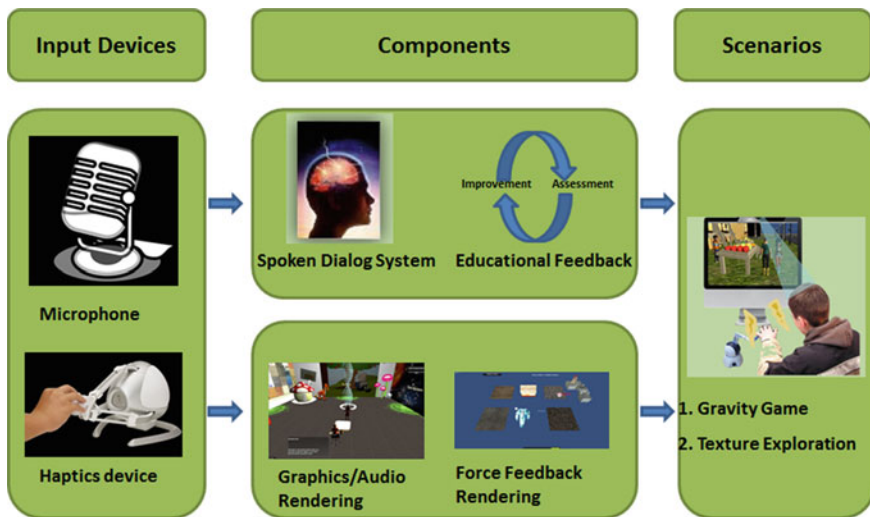 Input Devices
Components
Scenarios
Microphone
Haptics device
Improvement
Assessment
Spoken Dialog System
Educational Feedback
Graphics/Audio
Rendering
Force Feedback
Rendering
1. Gravity Game
2. Texture Exploration